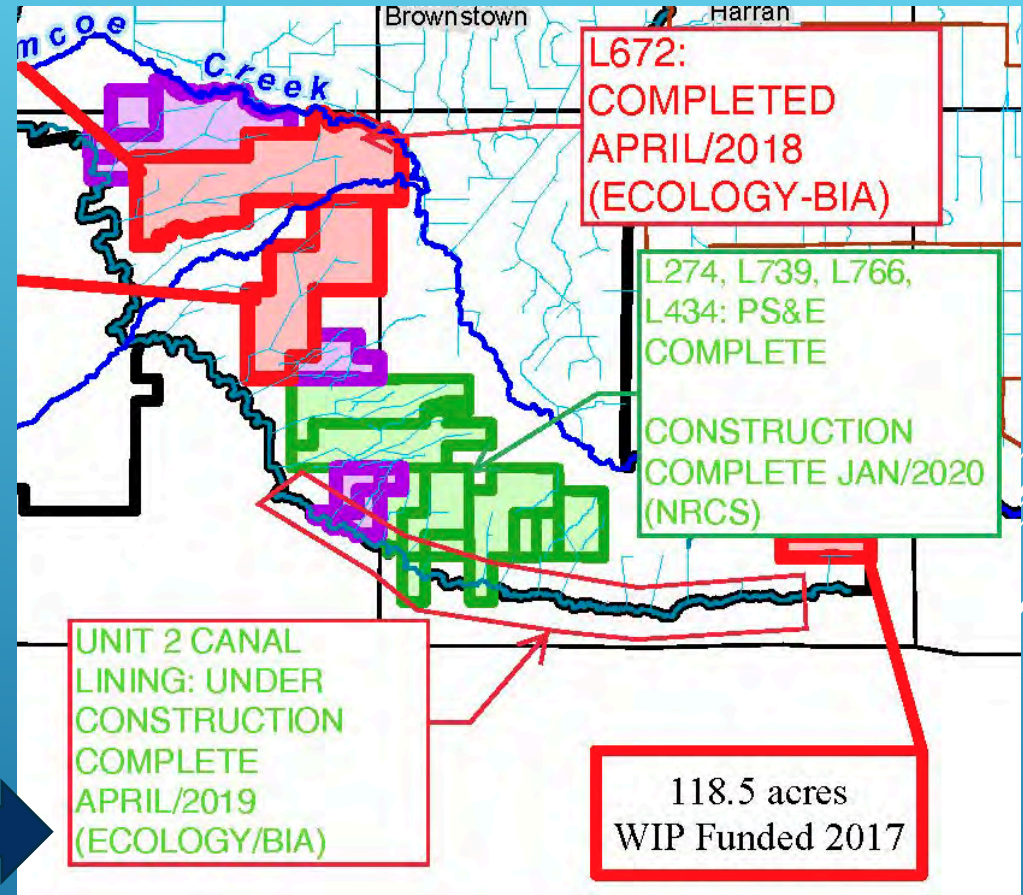 Brownstown
Harran
mcoe
Creek
L672:
COMPLETED
APRIL/2018
(ECOLOGY-BIA)
L274, L739, L766,
L434: PS&E
COMPLETE
CONSTRUCTION
COMPLETE JAN/2020
(NRCS)
UNIT 2 CANAL
LINING: UNDER
CONSTRUCTION
COMPLETE
APRIL/2019
(ECOLOGY/BIA)
118.5 acres
WIP Funded 2017